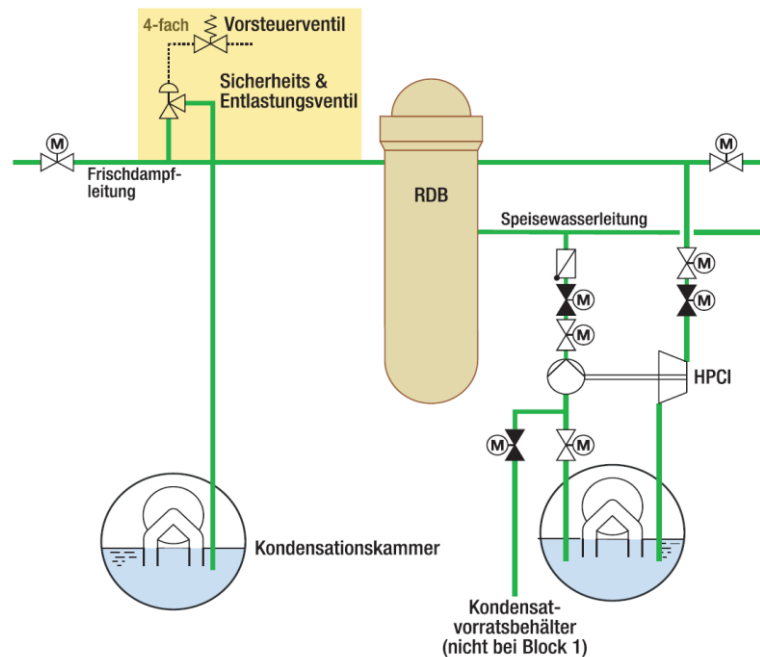 4-fach
Vorsteuerventil
Sicherheits &
Entlastungsventil
M
M
Frischdampf-
leitung
RDB
Speisewasserleitung
M
M
M
M
HPCI
M
M
Kondensationskammer
Kondensat-
vorratsbehälter
(nicht bei Block 1)